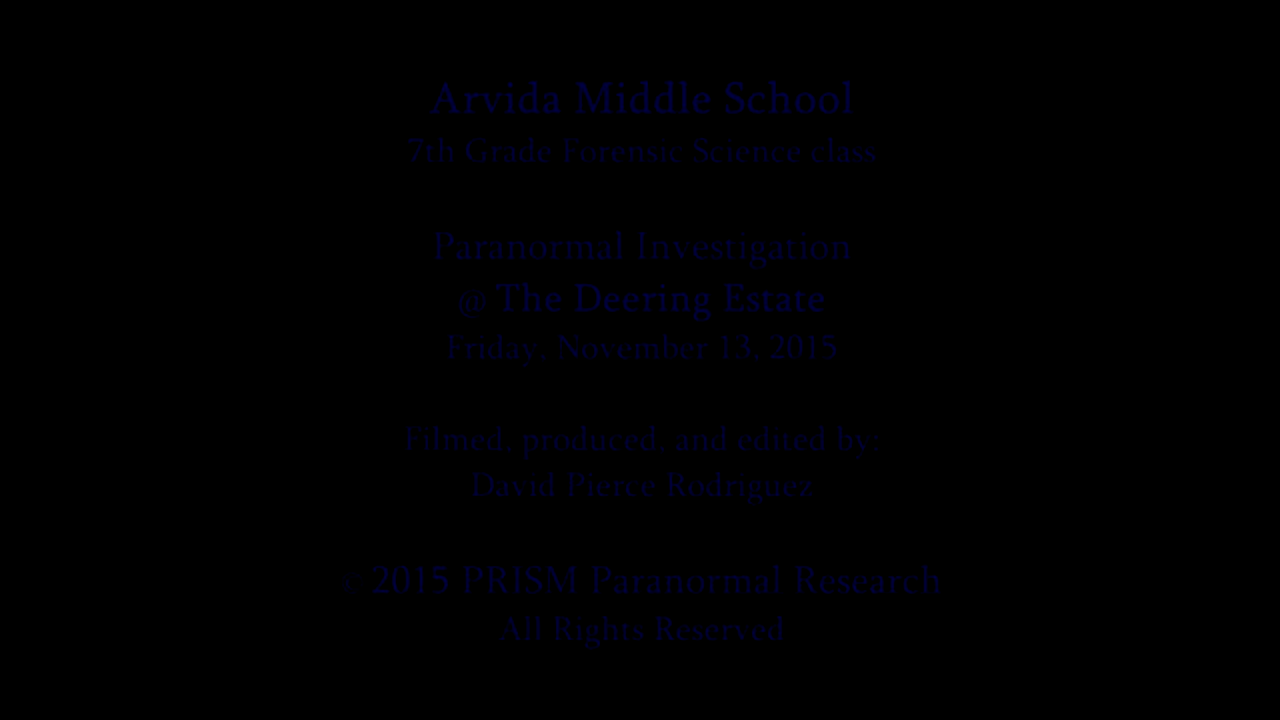 Arvida Middle School
7th Grade Forensic Science class
Paranormal Investigation
@ The Deering Estate
Friday, November 13, 2015
Filmed, produced, and edited by:
David Pierce Rodriguez
© 2015 PRISM Paranormal Research
All Rights Reserved